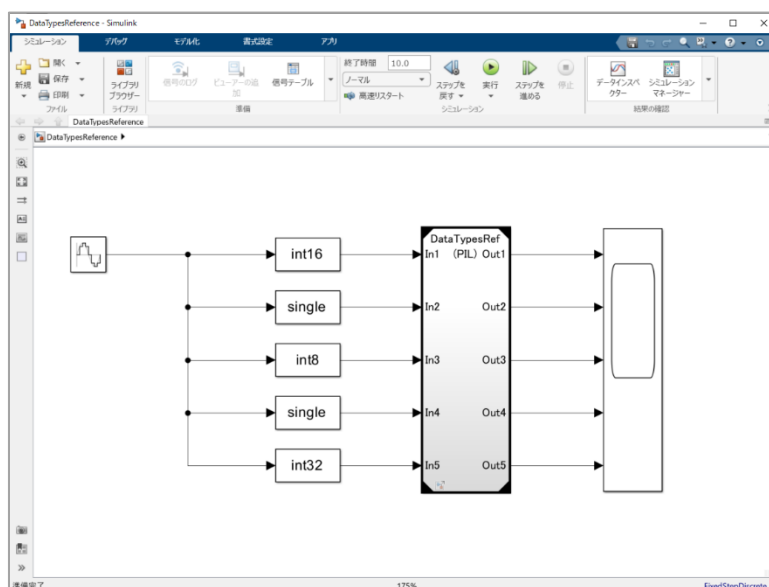 DataTypesReference - Simulink
シミュレーション デバッグ モデル化 書式設定 アプリ
新規
開く
保存
印刷
ファイル
ライブラリ
ブラウザー
ライブラリ
信号のログ
ビューアーの追
加
信号テーブル
準備
終了時間 10.0
ノーマル
高速リスタート
ステップを
戻す
実行
ステップを
進める
停止
シミュレーション
データインスペ
クター
シミュレーション
マネージャー
結果の確認
DataTypesReference
DataTypesReference
DataTypesRef
int16 In1 (PIL) Out1
single In2 Out2
int8 In3 Out3
single In4 Out4
int32 In5 Out5
準備完了 175% FixedStepDiscrete